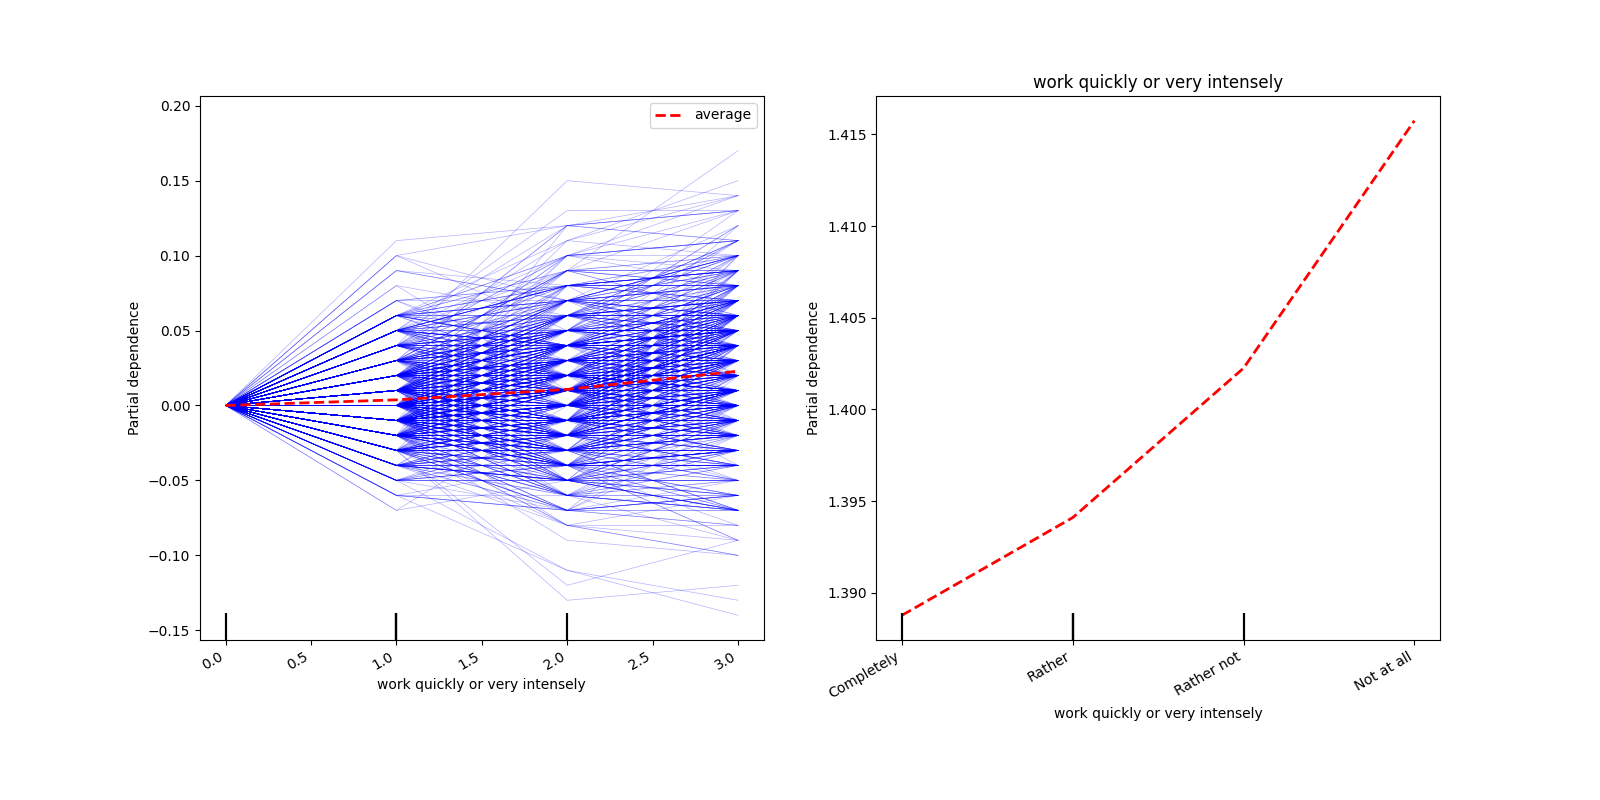 0.20
0.15
0.10
0.05
0.00
−0.05
−0.10
−0.15
Partial dependence
average
0.0
0.5
1.0
1.5
2.0
2.5
3.0
work quickly or very intensely
work quickly or very intensely
1.415
1.410
1.405
1.400
1.395
1.390
Partial dependence
Completely
Rather
Rather not
Not at all
work quickly or very intensely